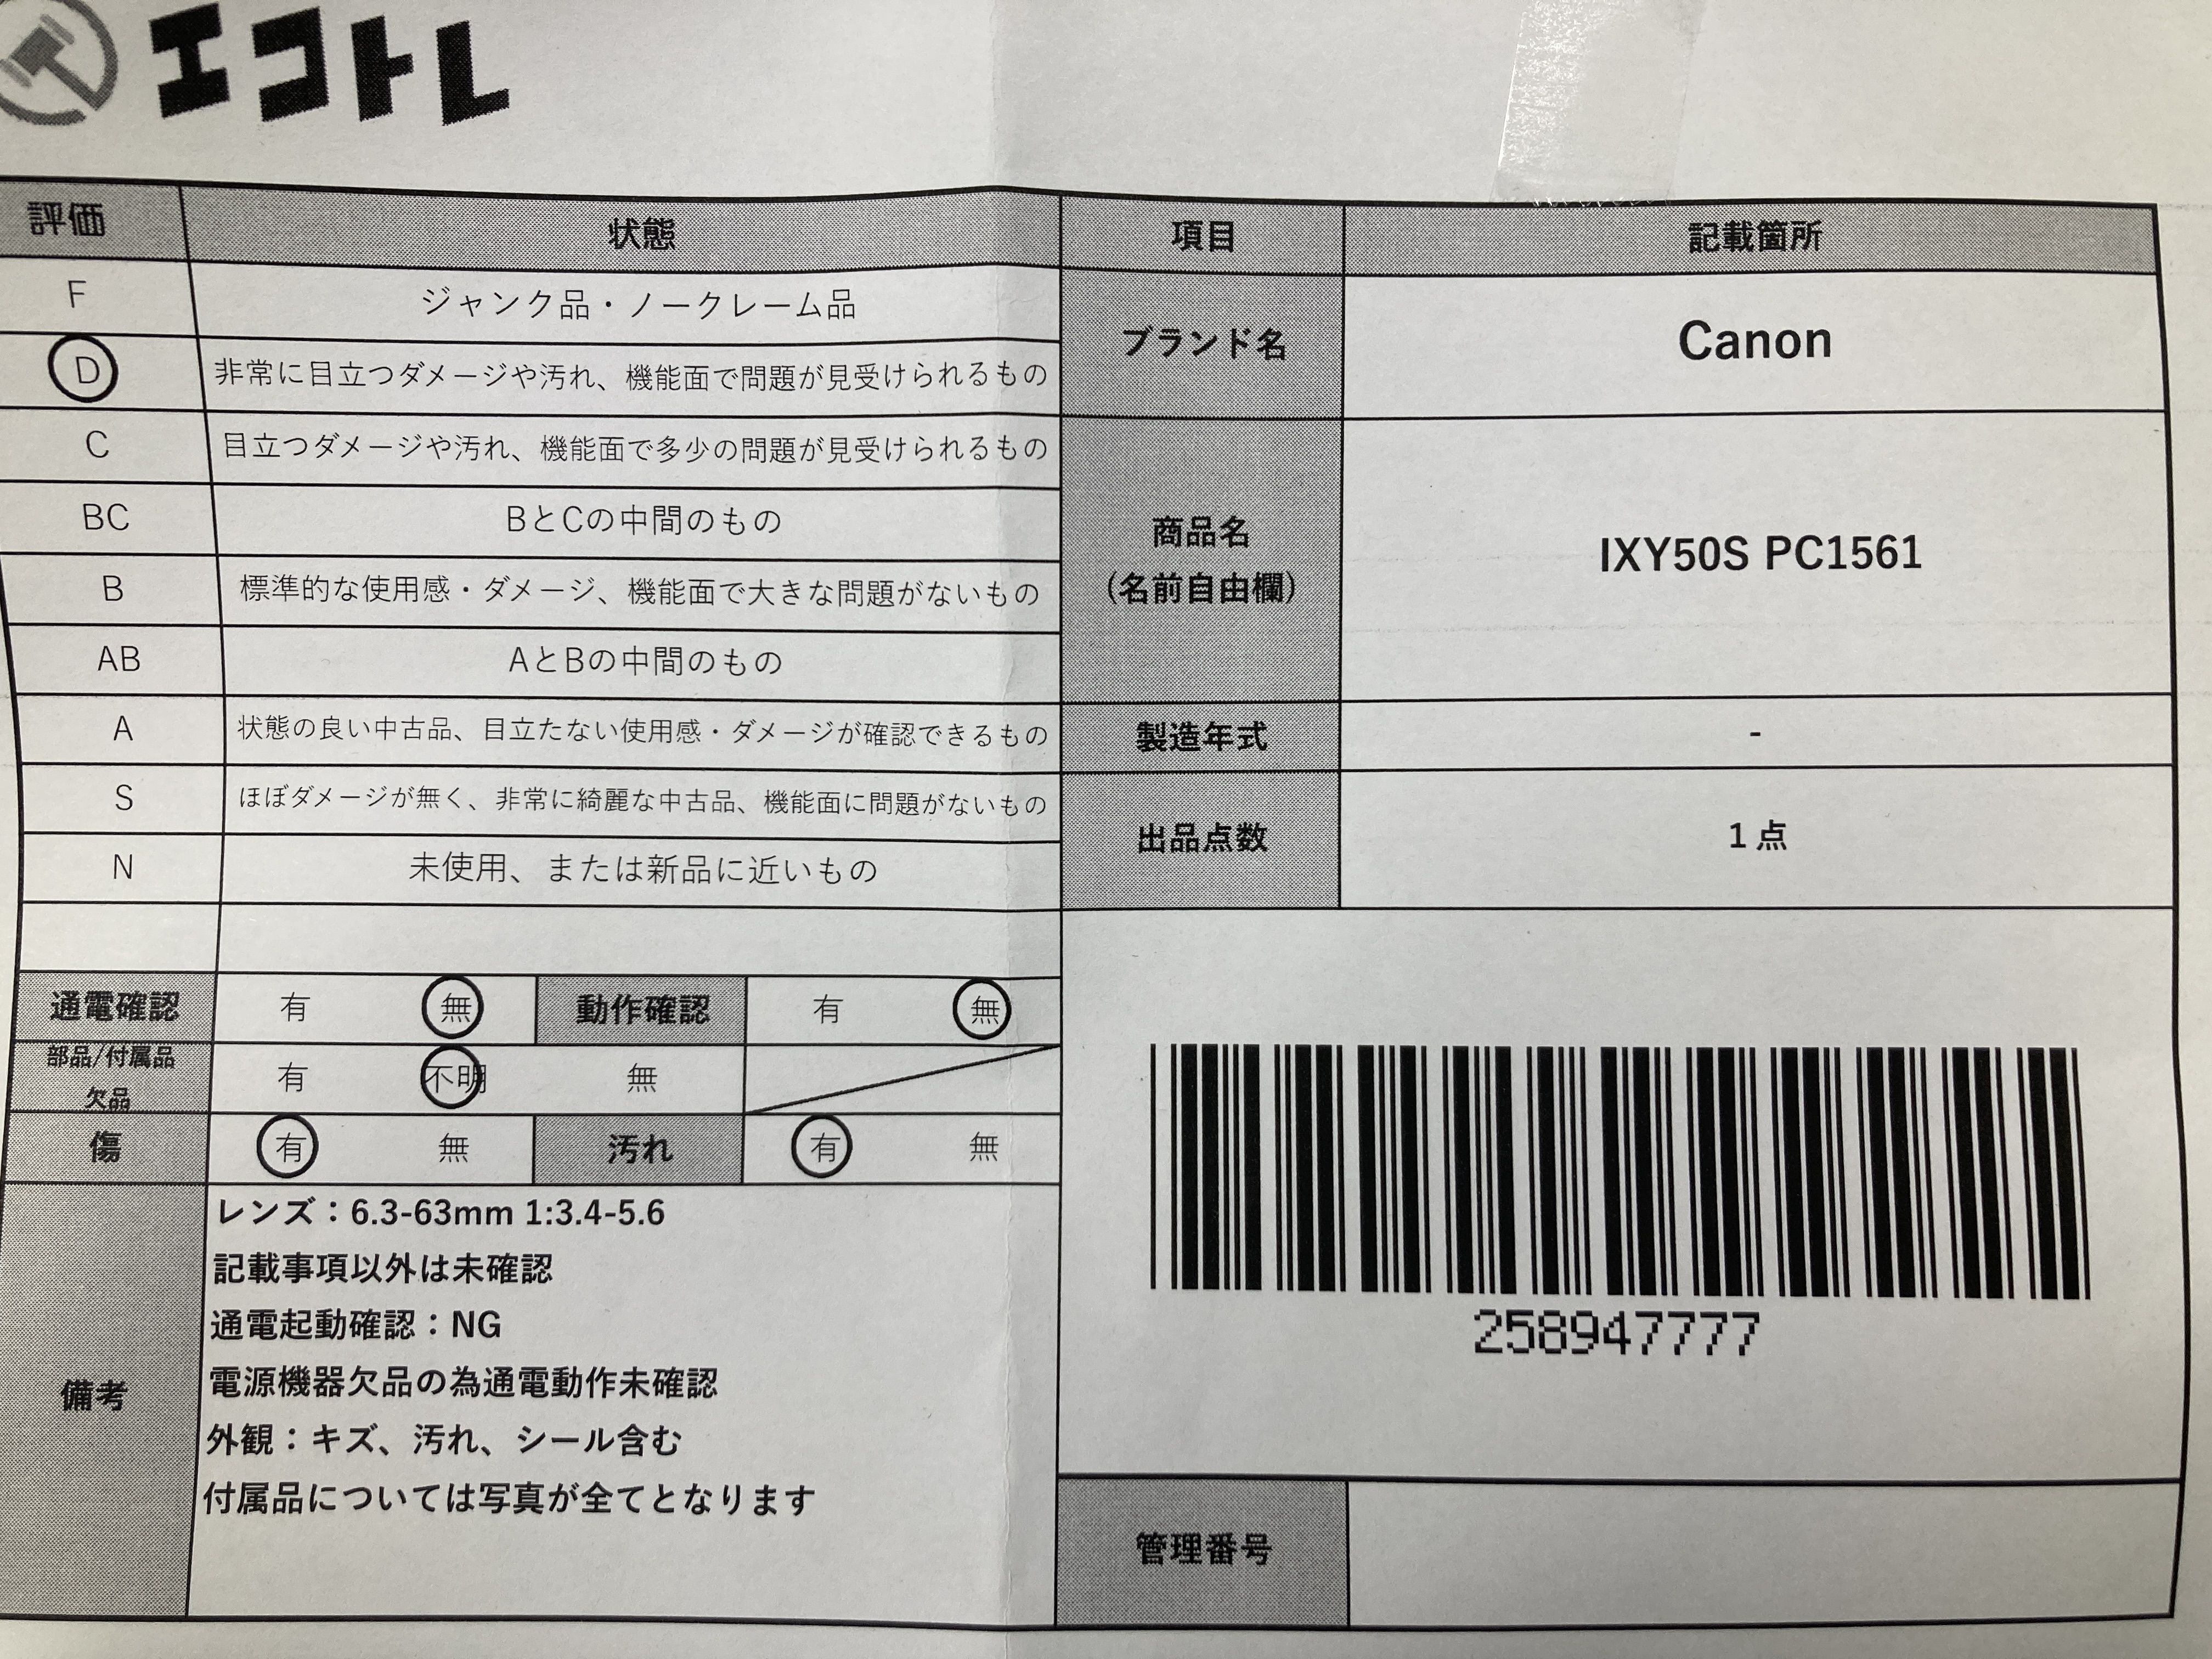 エコトレ
評価 状態
F ジャンク品・ノークレーム品
D 非常に目立つダメージや汚れ、機能面で問題が見受けられるもの
C 目立つダメージや汚れ、機能面で多少の問題が見受けられるもの
BC BとCの中間のもの
B 標準的な使用感・ダメージ、機能面で大きな問題がないもの
AB AとBの中間のもの
A 状態の良い中古品、目立たない使用感・ダメージが確認できるもの
S ほぼダメージが無く、非常に綺麗な中古品、機能面に問題がないもの
N 未使用、または新品に近いもの
通電確認 有 無 動作確認 有 無
部品/付属品
欠品
有 不明 無
傷 有 無 汚れ 有 無
備考
レンズ：6.3-63mm 1:3.4-5.6
記載事項以外は未確認
通電起動確認：NG
電源機器欠品の為通電動作未確認
外観：キズ、汚れ、シール含む
付属品については写真が全てとなります
項目 記載箇所
ブランド名 Canon
商品名
(名前自由欄)
IXY50S PC1561
製造年式 -
出品点数 1 点
258947777
管理番号